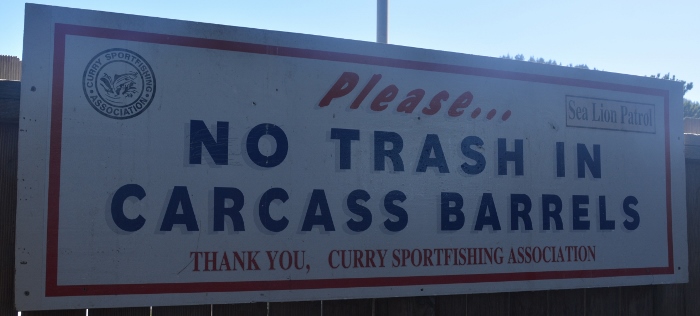 CURRY SPORTFISHING
ASSOCIATION
Please...
Sea Lion Patrol
NO TRASH IN
CARCASS BARRELS
THANK YOU, CURRY SPORTFISHING ASSOCIATION